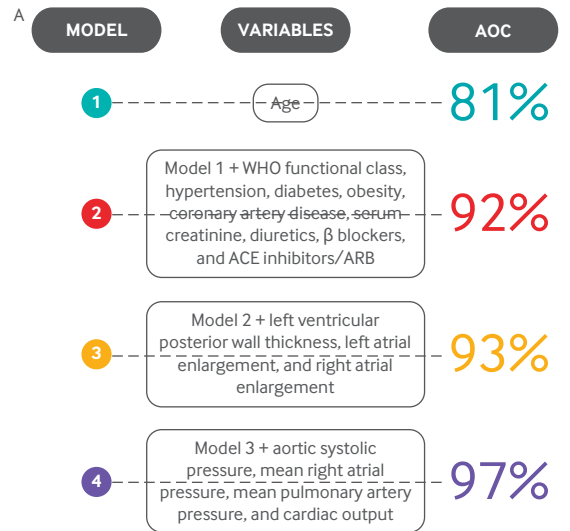 A
MODEL VARIABLES AOC
1 Age 81%
Model 1 + WHO functional class,
hypertension, diabetes, obesity,
2 coronary artery disease, serum 92%
creatinine, diuretics, β blockers,
and ACE inhibitors/ARB
Model 2 + left ventricular
posterior wall thickness, left atrial
3 enlargement, and right atrial 93%
enlargement
Model 3 + aortic systolic
pressure, mean right atrial
4 pressure, mean pulmonary artery 97%
pressure, and cardiac output